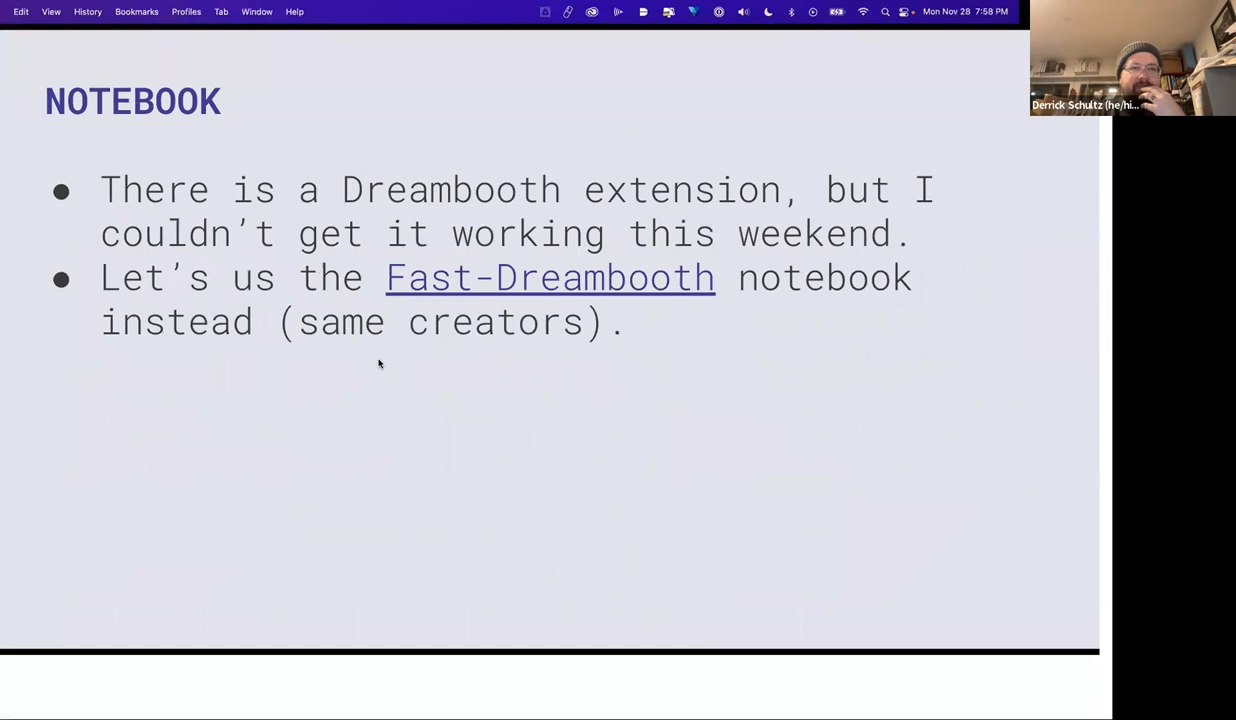 Edit View History Bookmarks Profiles Tab Window Help Mon Nov 28 7:58 PM
Derrick Schultz (he/hi...
NOTEBOOK
● There is a Dreambooth extension, but I
couldn’t get it working this weekend.
● Let’s us the Fast-Dreambooth notebook
instead (same creators).